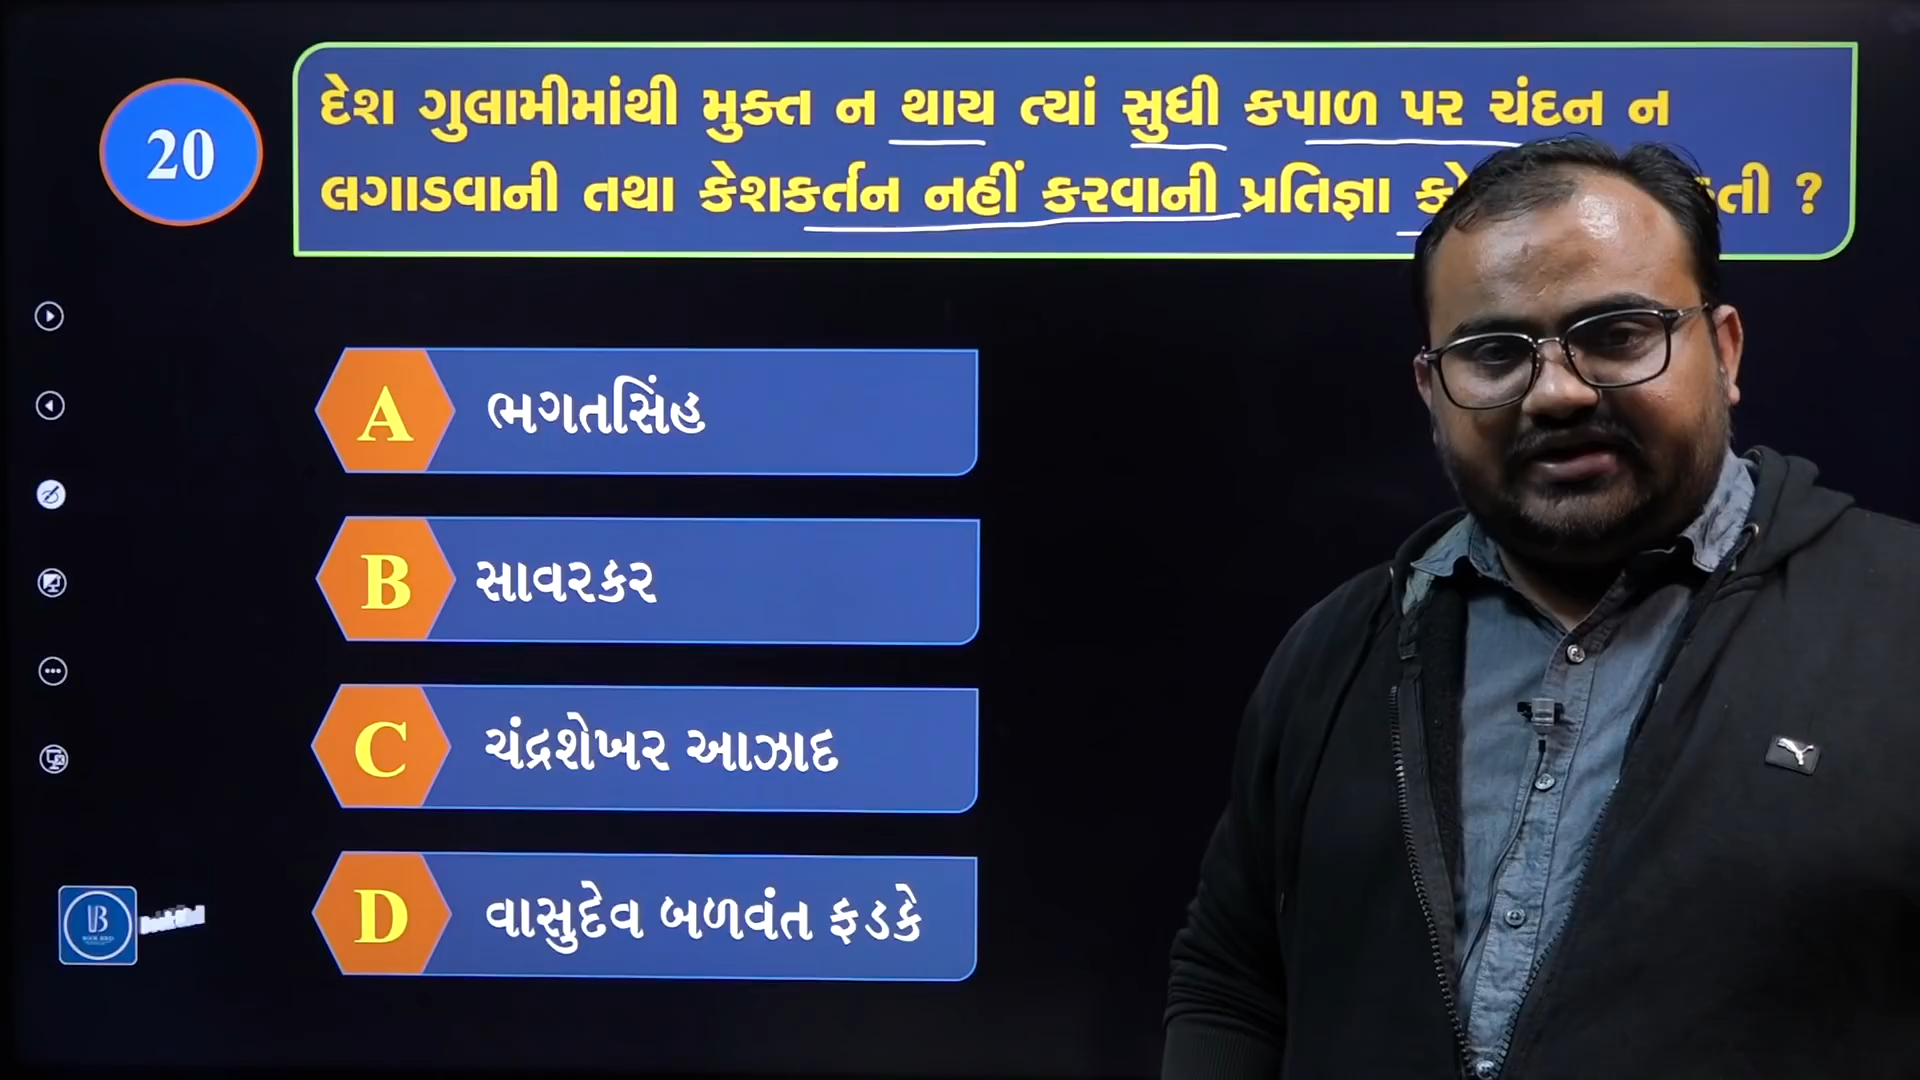 20
દેશ ગુલામીમાંથી મુક્ત ન થાય ત્યાં સુધી કપાળ પર ચંદન ન
લગાડવાની તથા કેશકર્તન નહીં કરવાની પ્રતિજ્ઞા ?
A ભગતસિંહ
B સાવરકર
C ચંદ્રશેખર આઝાદ
D વાસુદેવ બળવંત ફડકે